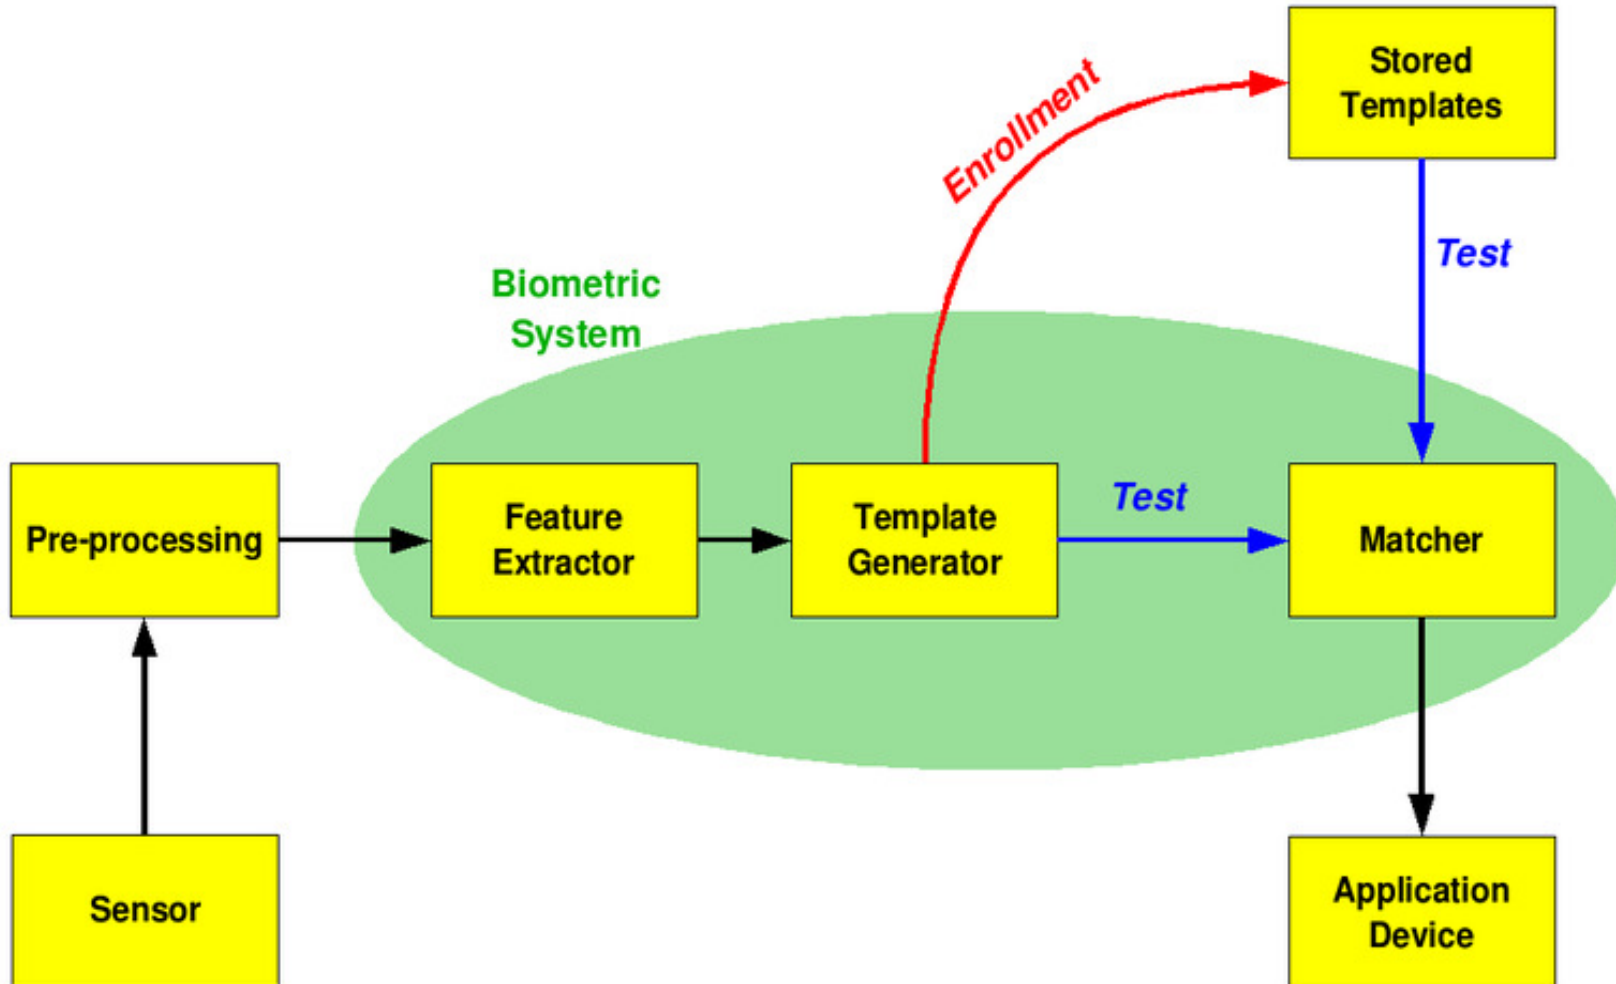 Stored
Templates
Enrollment
Test
Biometric
System
Pre-processing
Feature
Extractor
Template
Generator
Test
Matcher
Sensor
Application
Device